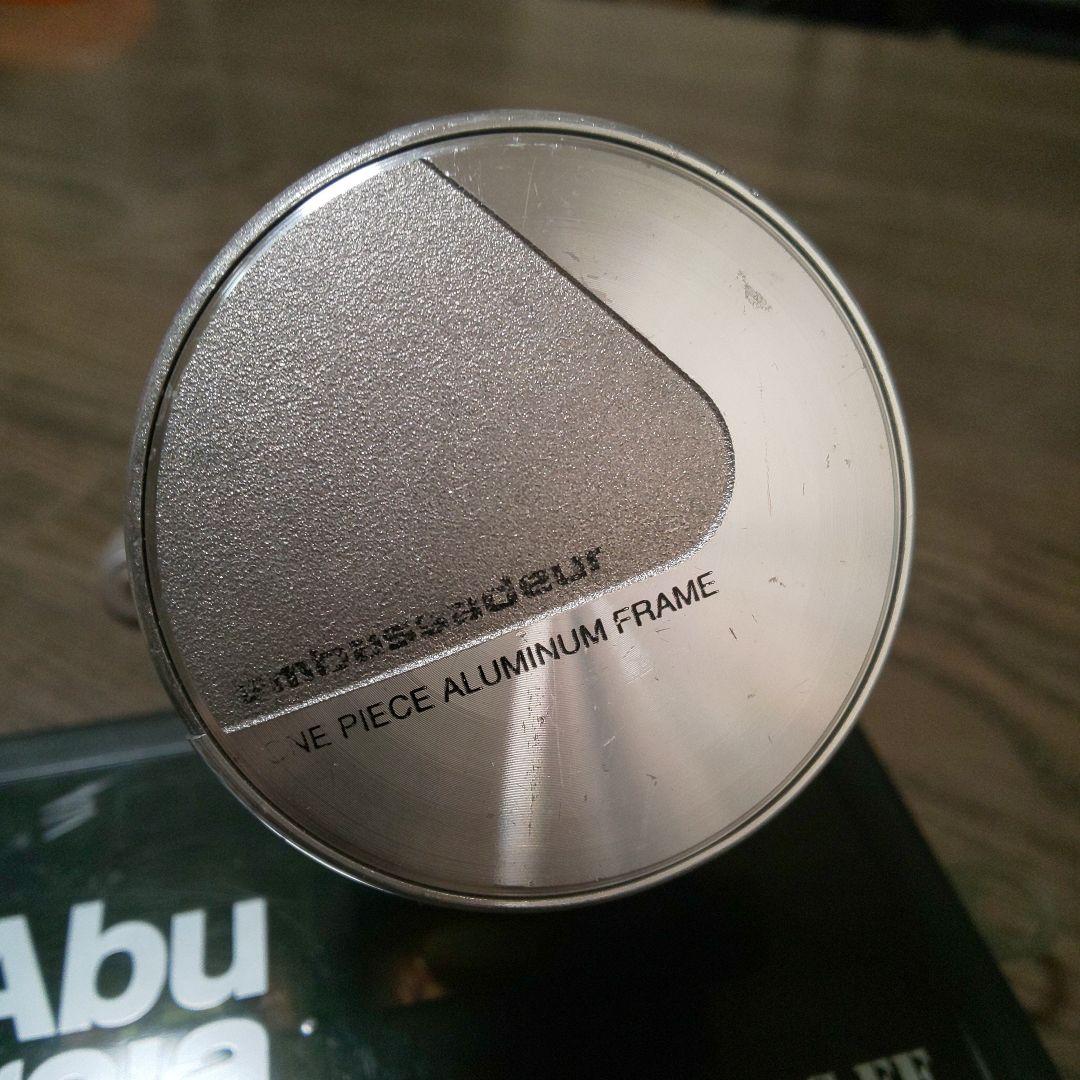 ambassadeur
ONE PIECE ALUMINUM FRAME
Abu